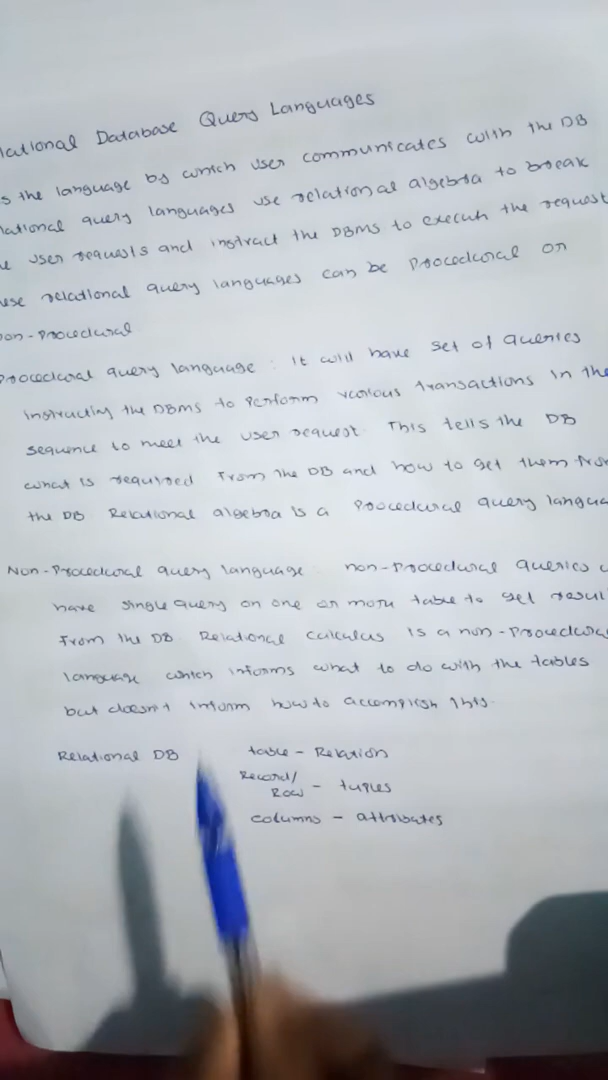 lational Database Query Languages
s the language by which user communicates with the DB
lational query languages use relational algebra to break
e user requests and instruct the DBMS to execute the request
ese relational query languages can be Procedural or
on-Procedural
Procedural query language : it will have set of queries
instructing the DBMS to Perform various transactions in the
sequence to meet the user request. This tells the DB
what is required from the DB and how to get them from
the DB. Relational algebra is a Procedural query langua
Non-Procedural query language non-Procedural queries
have single query on one or more table to get resul
From the DB. Relational calculus is a non-Procedura
language which informs what to do with the tables
but doesn't inform how to accomplish this.
Relational DB table - Relation
Record/
Row - tuples
columns - attributes